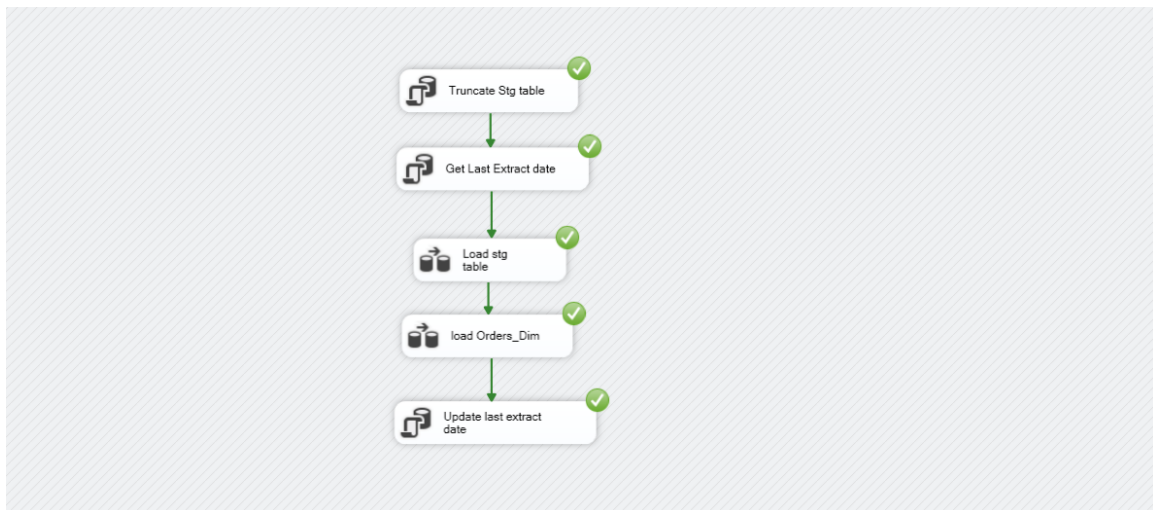 Truncate Stg table
Get Last Extract date
Load stg
table
load Orders_Dim
Update last extract
date